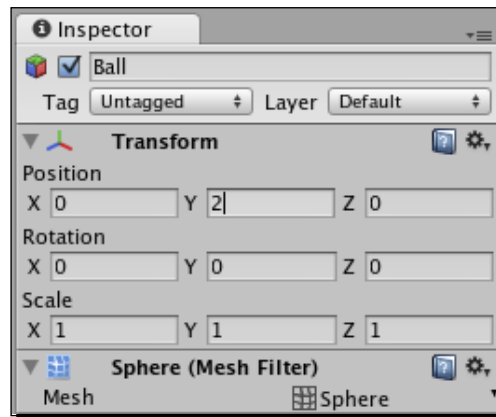 Inspector
Ball
Tag Untagged Layer Default
Transform
Position
X 0 Y 2 Z 0
Rotation
X 0 Y 0 Z 0
Scale
X 1 Y 1 Z 1
Sphere (Mesh Filter)
Mesh Sphere